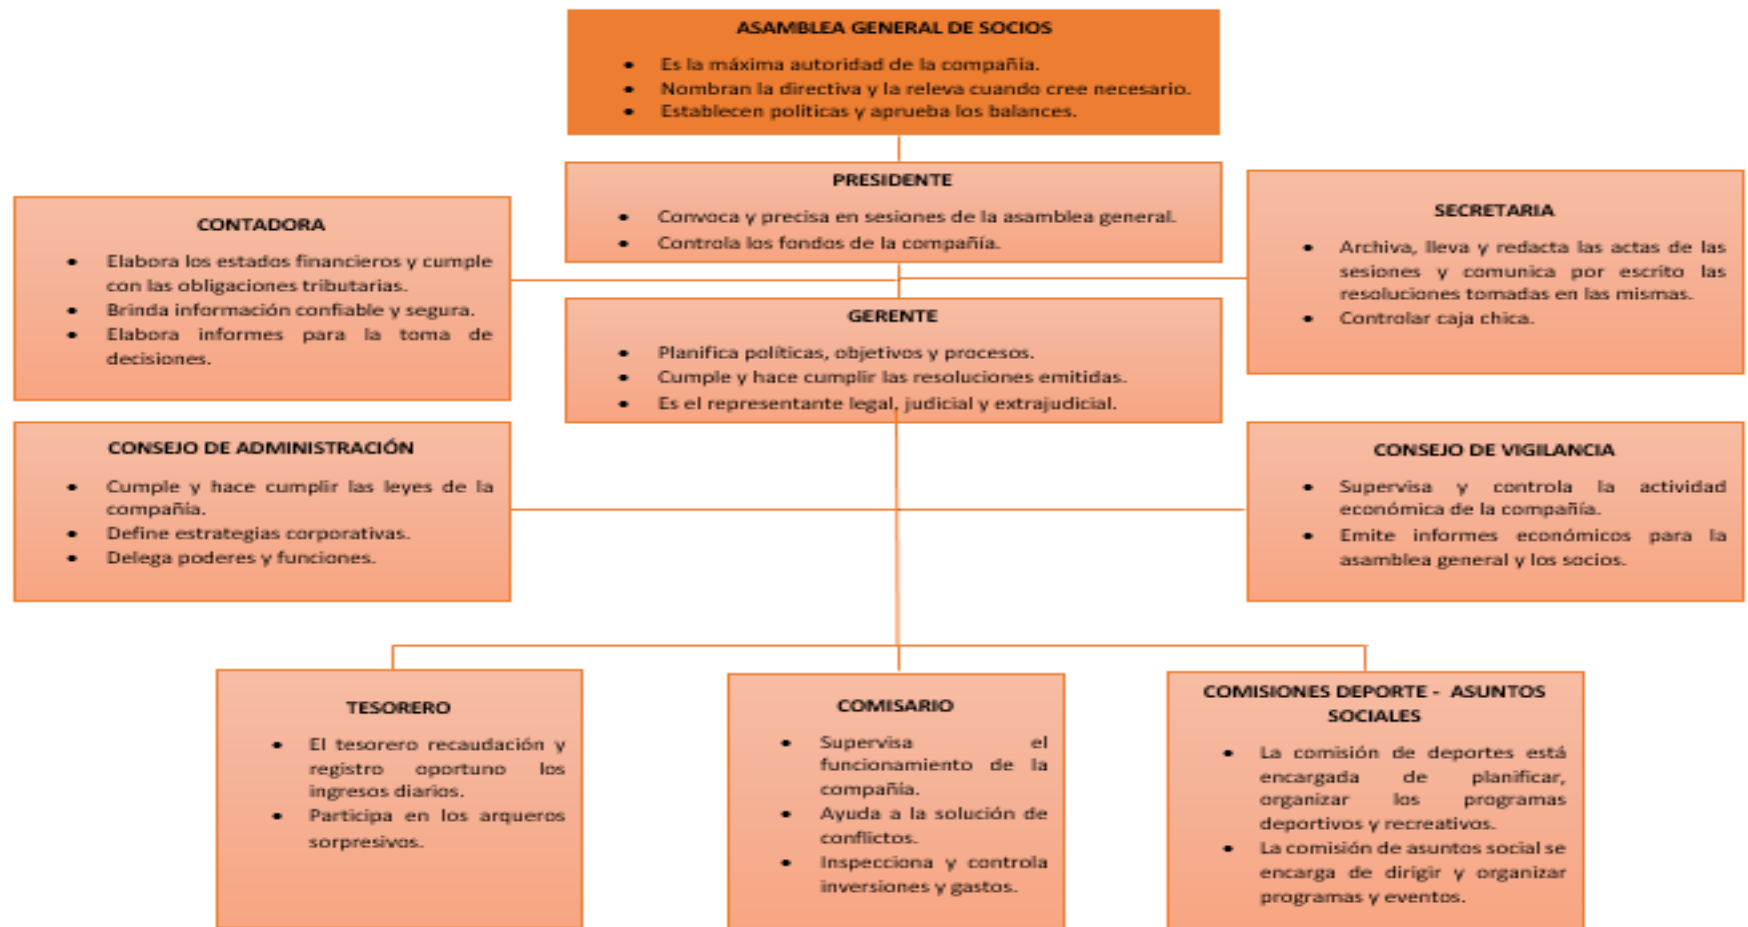 ASAMBLEA GENERAL DE SOCIOS
• Es la máxima autoridad de la compañía.
• Nombran la directiva y la releva cuando cree necesario.
• Establecen políticas y aprueba los balances.
PRESIDENTE
• Convoca y precisa en sesiones de la asamblea general.
• Controla los fondos de la compañía.
CONTADORA
• Elabora los estados financieros y cumple
con las obligaciones tributarias.
• Brinda información confiable y segura.
• Elabora informes para la toma de
decisiones.
SECRETARIA
• Archiva, lleva y redacta las actas de las
sesiones y comunica por escrito las
resoluciones tomadas en las mismas.
• Controlar caja chica.
GERENTE
• Planifica políticas, objetivos y procesos.
• Cumple y hace cumplir las resoluciones emitidas.
• Es el representante legal, judicial y extrajudicial.
CONSEJO DE ADMINISTRACIÓN
• Cumple y hace cumplir las leyes de la
compañía.
• Define estrategias corporativas.
• Delega poderes y funciones.
CONSEJO DE VIGILANCIA
• Supervisa y controla la actividad
económica de la compañía.
• Emite informes económicos para la
asamblea general y los socios.
TESORERO
• El tesorero recaudación y
registro oportuno los
ingresos diarios.
• Participa en los arqueros
sorpresivos.
COMISARIO
• Supervisa el
funcionamiento de la
compañía.
• Ayuda a la solución de
conflictos.
• Inspecciona y controla
inversiones y gastos.
COMISIONES DEPORTE - ASUNTOS
SOCIALES
• La comisión de deportes está
encargada de planificar,
organizar los programas
deportivos y recreativos.
• La comisión de asuntos social se
encarga de dirigir y organizar
programas y eventos.